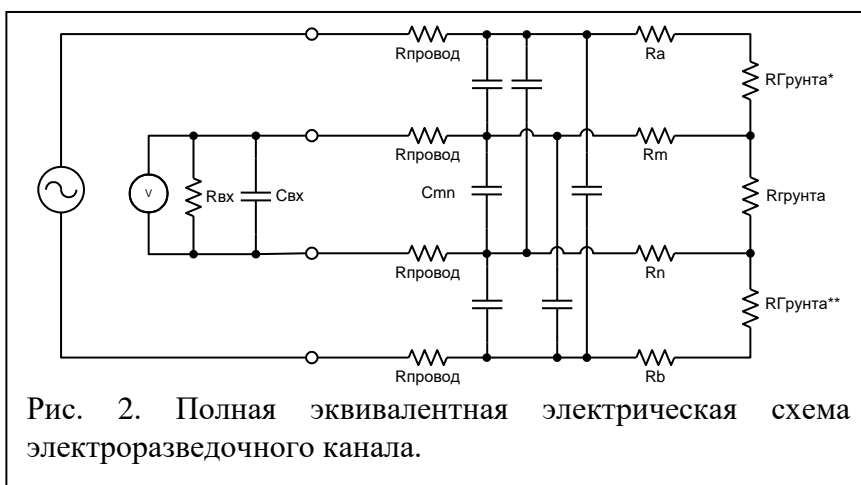 Rпровод
Ra
RГрунта*
Rпровод
Rm
V
Rвх
Cвх
Cmn
Rгрунта
Rпровод
Rn
RГрунта**
Rпровод
Rb
Рис. 2. Полная эквивалентная электрическая схема
электроразведочного канала.